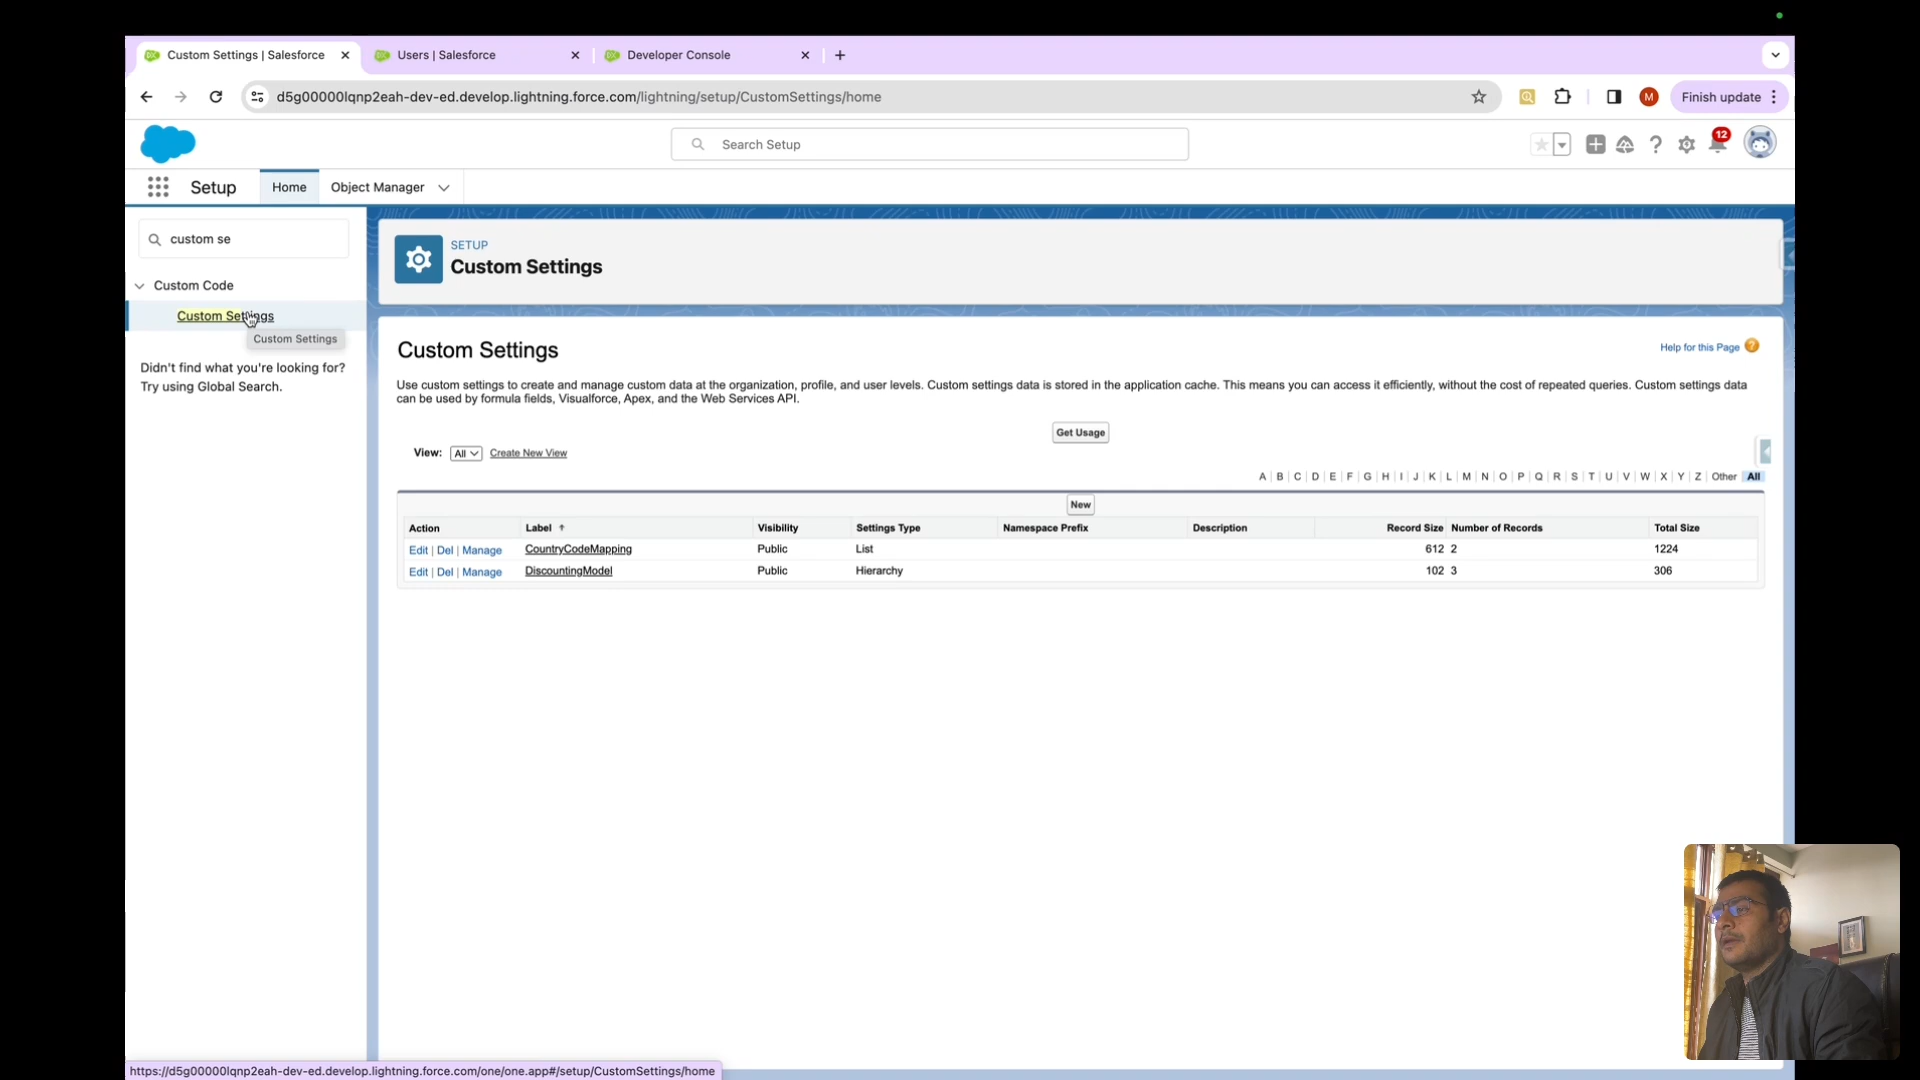 Custom Settings | Salesforce
Users | Salesforce
Developer Console
d5g00000lqnp2eah-dev-ed.develop.lightning.force.com/lightning/setup/CustomSettings/home
M
Finish update
Search Setup
12
Setup
Home
Object Manager
custom se
SETUP
Custom Settings
Custom Code
Custom Settings
Custom Settings
Didn't find what you're looking for?
Try using Global Search.
Custom Settings
Help for this Page
Use custom settings to create and manage custom data at the organization, profile, and user levels. Custom settings data is stored in the application cache. This means you can access it efficiently, without the cost of repeated queries. Custom settings data
can be used by formula fields, Visualforce, Apex, and the Web Services API.
Get Usage
View: All Create New View
A | B | C | D | E | F | G | H | I | J | K | L | M | N | O | P | Q | R | S | T | U | V | W | X | Y | Z | Other All
New
Action Label Visibility Settings Type Namespace Prefix Description Record Size Number of Records Total Size
Edit | Del | Manage CountryCodeMapping Public List 612 2 1224
Edit | Del | Manage DiscountingModel Public Hierarchy 102 3 306
https://d5g00000lqnp2eah-dev-ed.develop.lightning.force.com/one/one.app#/setup/CustomSettings/home